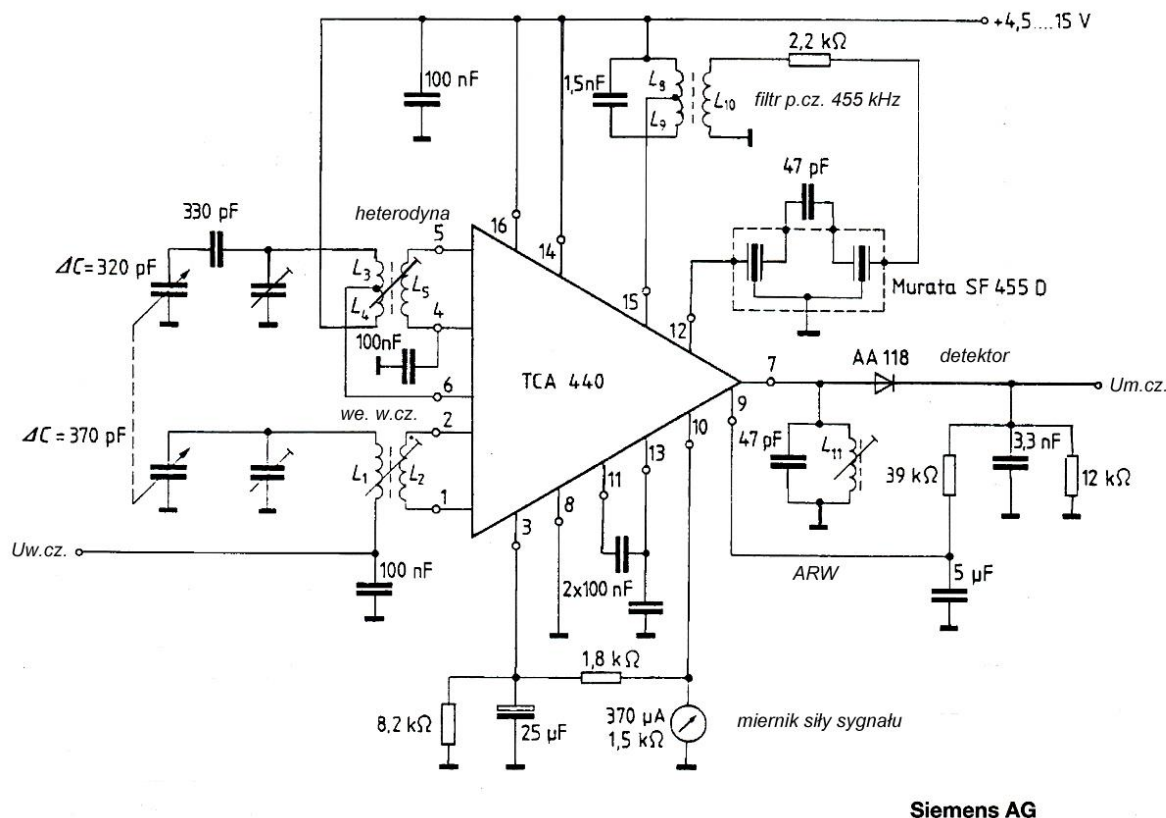 +4,5....15 V
2,2 kΩ
100 nF
1,5nF
L8
L9
L10
filtr p.cz. 455 kHz
47 pF
330 pF
heterodyna
5
16
14
ΔC = 320 pF
L3
L4
L5
15
Murata SF 455 D
4
12
100nF
AA 118
detektor
TCA 440
7
Um.cz.
6
we. w.cz.
9
2
10
ΔC = 370 pF
47 pF
L11
3,3 nF
13
39 kΩ
12 kΩ
L1
L2
11
1
8
3
Uw.cz.
ARW
100 nF
2x100 nF
5 µF
1,8 kΩ
8,2 kΩ
25 µF
370 µA
1,5 kΩ
miernik siły sygnału
Siemens AG